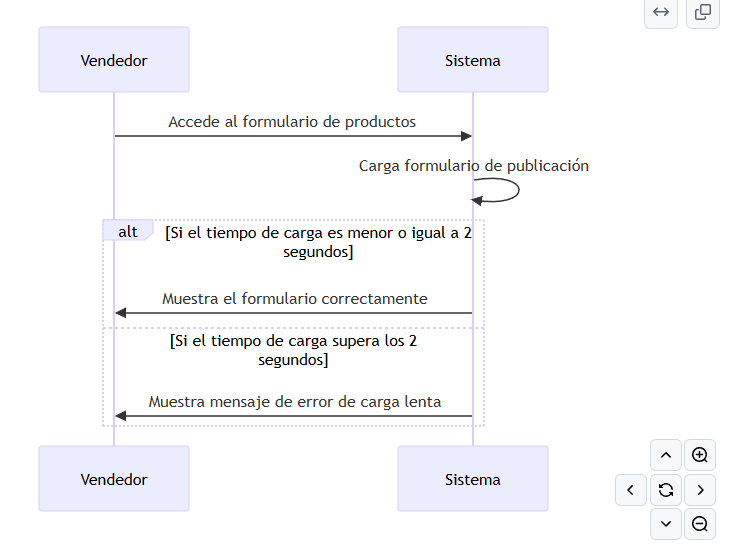 Vendedor
Sistema
Accede al formulario de productos
Carga formulario de publicación
alt
[Si el tiempo de carga es menor o igual a 2
segundos]
Muestra el formulario correctamente
[Si el tiempo de carga supera los 2
segundos]
Muestra mensaje de error de carga lenta
Vendedor
Sistema